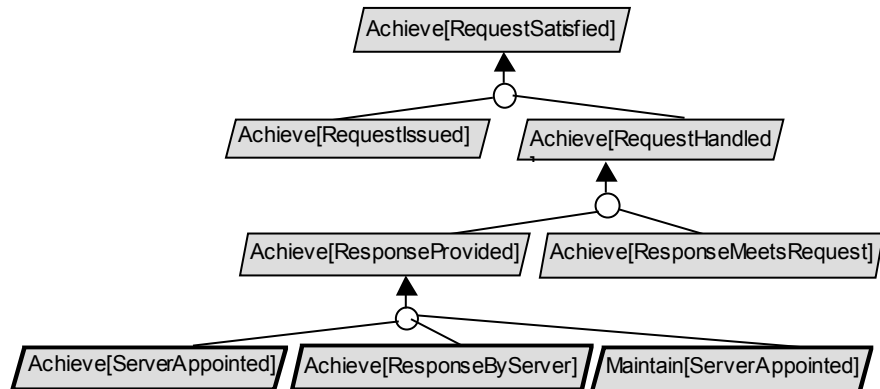 Achieve[RequestSatisfied]
Achieve[RequestIssued]
Achieve[RequestHandled
]
Achieve[ResponseProvided]
Achieve[ResponseMeetsRequest]
Achieve[ServerAppointed]
Achieve[ResponseByServer]
Maintain[ServerAppointed]